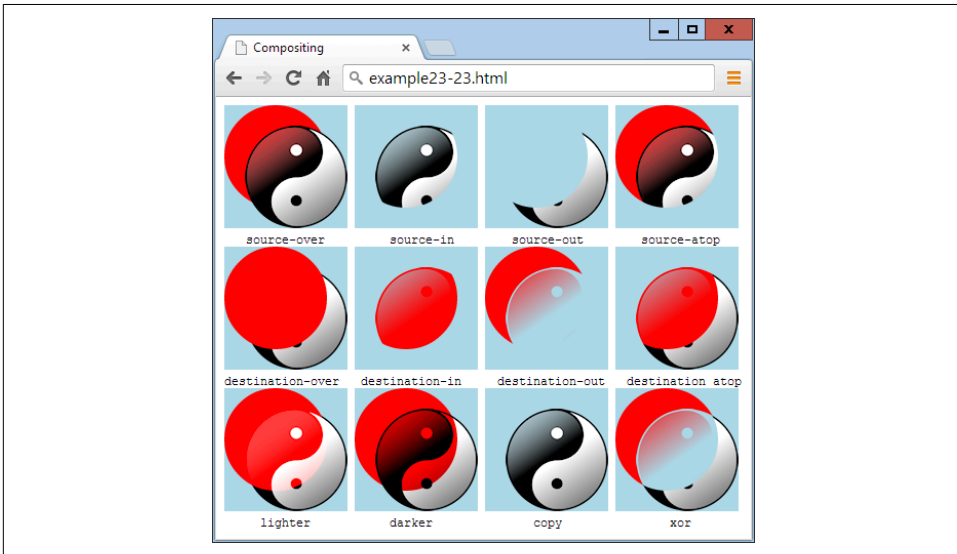 Compositing
example23-23.html
source-over source-in source-out source-atop
destination-over destination-in destination-out destination atop
lighter darker copy xor